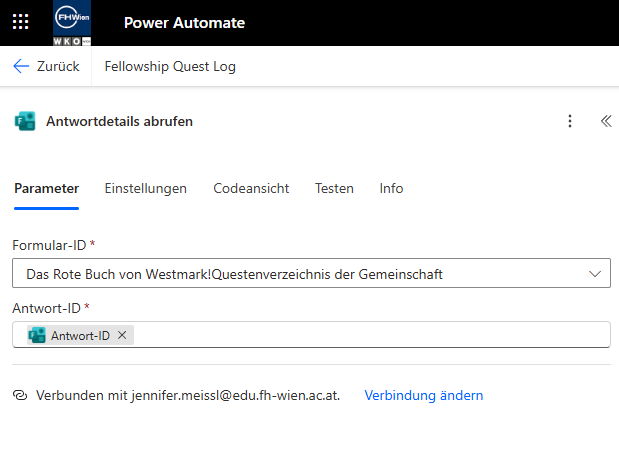 FHWien
WKO
Power Automate
Zurück
Fellowship Quest Log
Antwortdetails abrufen
Parameter
Einstellungen
Codeansicht
Testen
Info
Formular-ID *
Das Rote Buch von Westmark!Questenverzeichnis der Gemeinschaft
Antwort-ID *
Antwort-ID
Verbunden mit jennifer.meissl@edu.fh-wien.ac.at.
Verbindung ändern